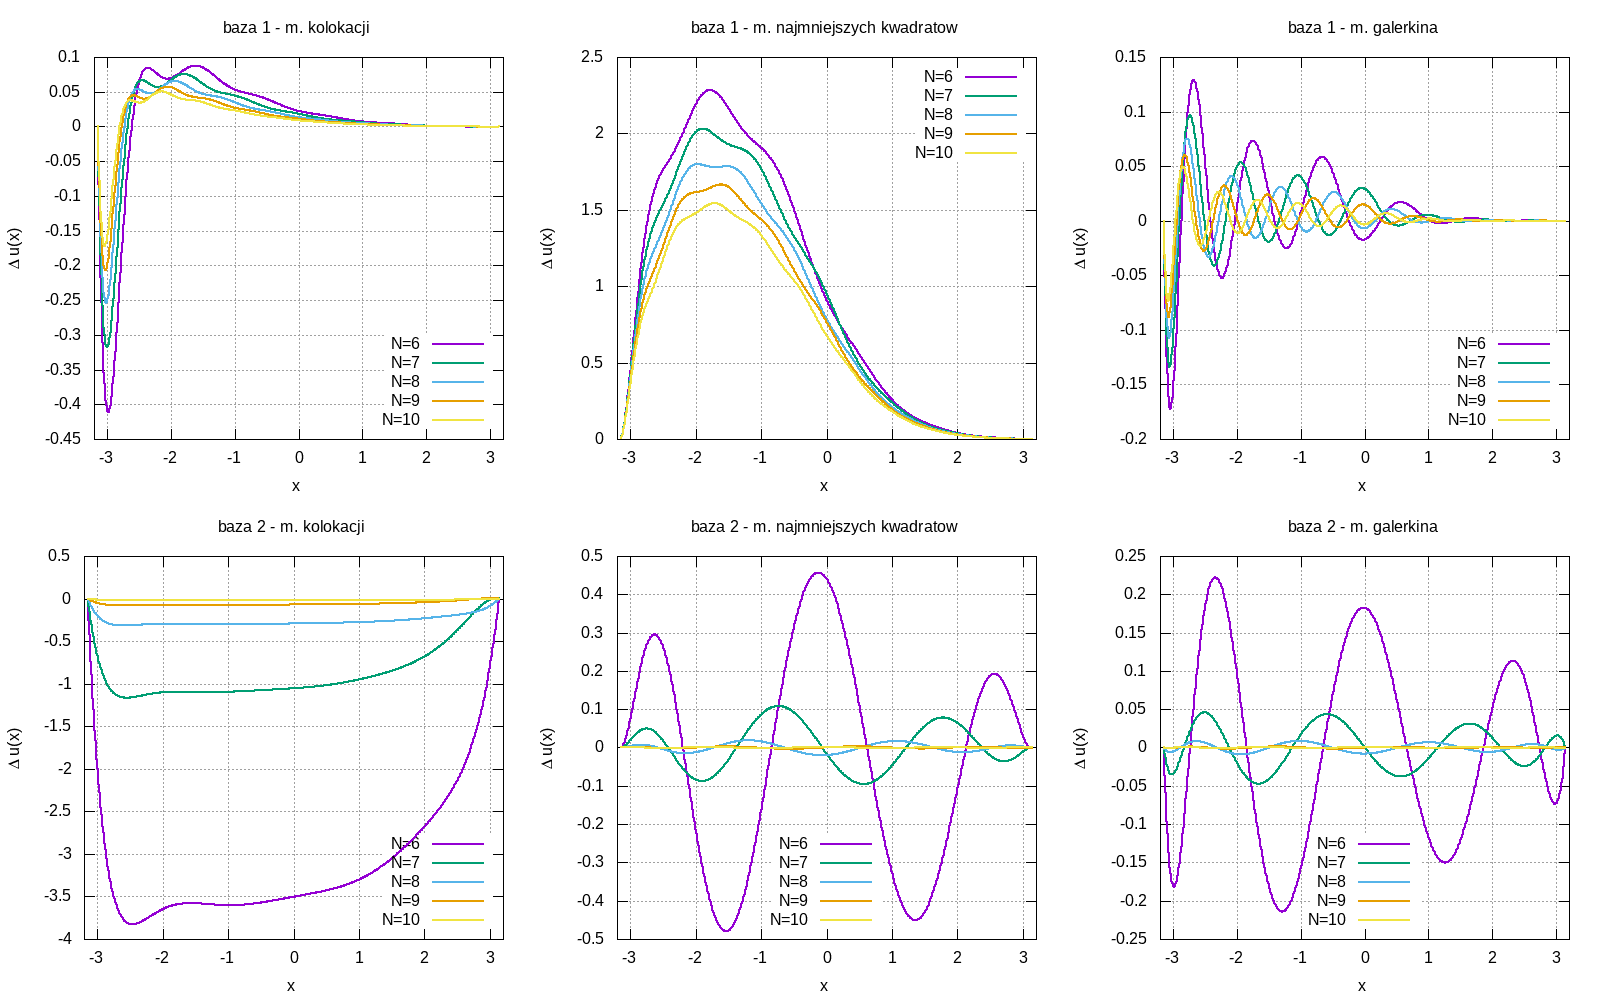 baza 1 - m. kolokacji
0.1
0.05
0
-0.05
-0.1
-0.15
-0.2
-0.25
-0.3
-0.35
-0.4
-0.45
Δ u(x)
N=6
N=7
N=8
N=9
N=10
-3 -2 -1 0 1 2 3
x
baza 1 - m. najmniejszych kwadratow
2.5
2
1.5
1
0.5
0
Δ u(x)
N=6
N=7
N=8
N=9
N=10
-3 -2 -1 0 1 2 3
x
baza 1 - m. galerkina
0.15
0.1
0.05
0
-0.05
-0.1
-0.15
-0.2
Δ u(x)
N=6
N=7
N=8
N=9
N=10
-3 -2 -1 0 1 2 3
x
baza 2 - m. kolokacji
0.5
0
-0.5
-1
-1.5
-2
-2.5
-3
-3.5
-4
Δ u(x)
N=6
N=7
N=8
N=9
N=10
-3 -2 -1 0 1 2 3
x
baza 2 - m. najmniejszych kwadratow
0.5
0.4
0.3
0.2
0.1
0
-0.1
-0.2
-0.3
-0.4
-0.5
Δ u(x)
N=6
N=7
N=8
N=9
N=10
-3 -2 -1 0 1 2 3
x
baza 2 - m. galerkina
0.25
0.2
0.15
0.1
0.05
0
-0.05
-0.1
-0.15
-0.2
-0.25
Δ u(x)
N=6
N=7
N=8
N=9
N=10
-3 -2 -1 0 1 2 3
x